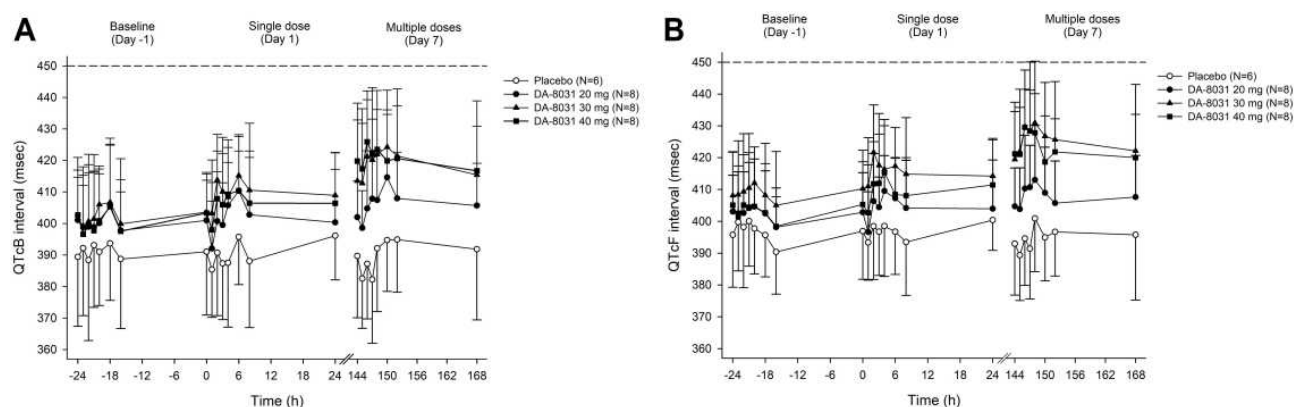 A
Baseline
(Day -1)
Single dose
(Day 1)
Multiple doses
(Day 7)
QTcB interval (msec)
450
440
430
420
410
400
390
380
370
360
-24 -18 -12 -6 0 6 12 18 24 144 150 156 162 168
Time (h)
Placebo (N=6)
DA-8031 20 mg (N=8)
DA-8031 30 mg (N=8)
DA-8031 40 mg (N=8)
B
Baseline
(Day -1)
Single dose
(Day 1)
Multiple doses
(Day 7)
QTcF interval (msec)
450
440
430
420
410
400
390
380
370
360
-24 -18 -12 -6 0 6 12 18 24 144 150 156 162 168
Time (h)
Placebo (N=6)
DA-8031 20 mg (N=8)
DA-8031 30 mg (N=8)
DA-8031 40 mg (N=8)